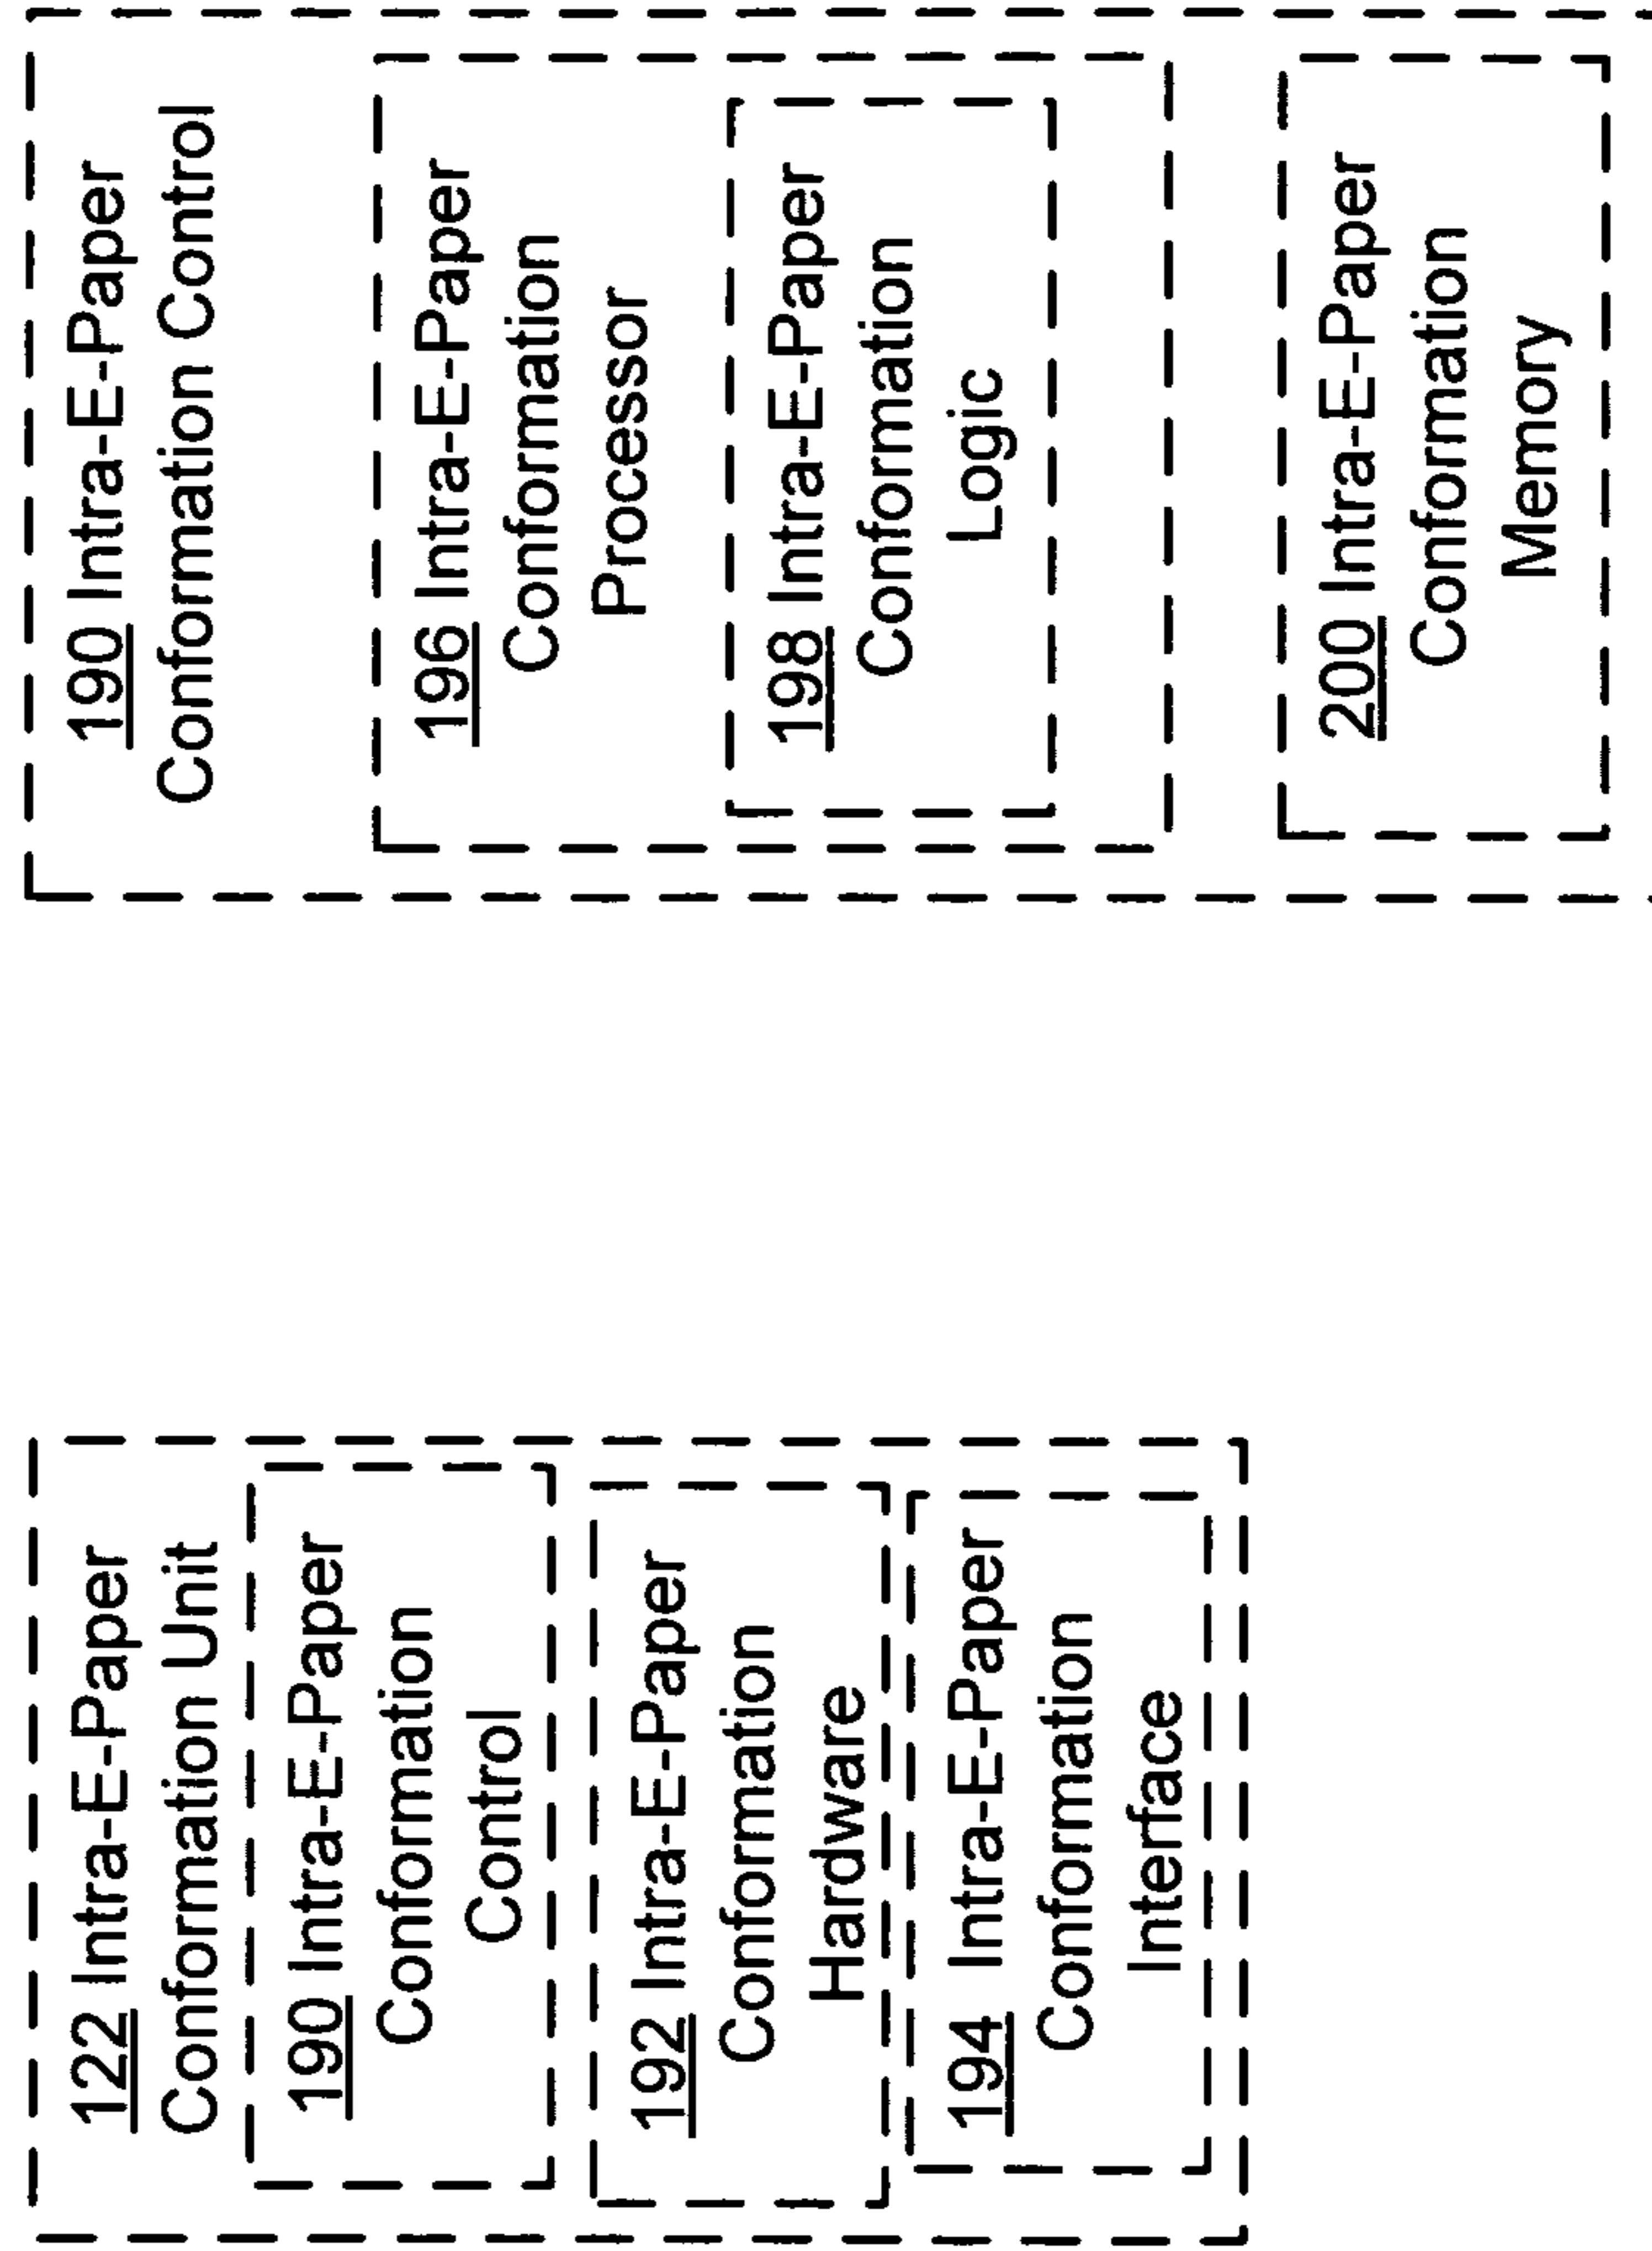 122 Intra-E-Paper
Conformation Unit
190 Intra-E-Paper
Conformation
Control
192 Intra-E-Paper
Conformation
Hardware
194 Intra-E-Paper
Conformation
Interface
190 Intra-E-Paper
Conformation Control
196 Intra-E-Paper
Conformation
Processor
198 Intra-E-Paper
Conformation
Logic
200 Intra-E-Paper
Conformation
Memory